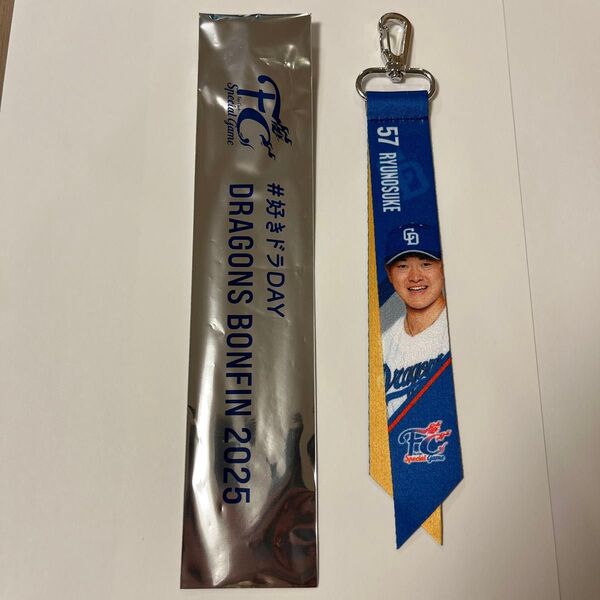 FC
Special Game
#好きドラDAY
DRAGONS BONFIN 2025
57 RYUNOSUKE
CD
Dragons
FC
Special Game